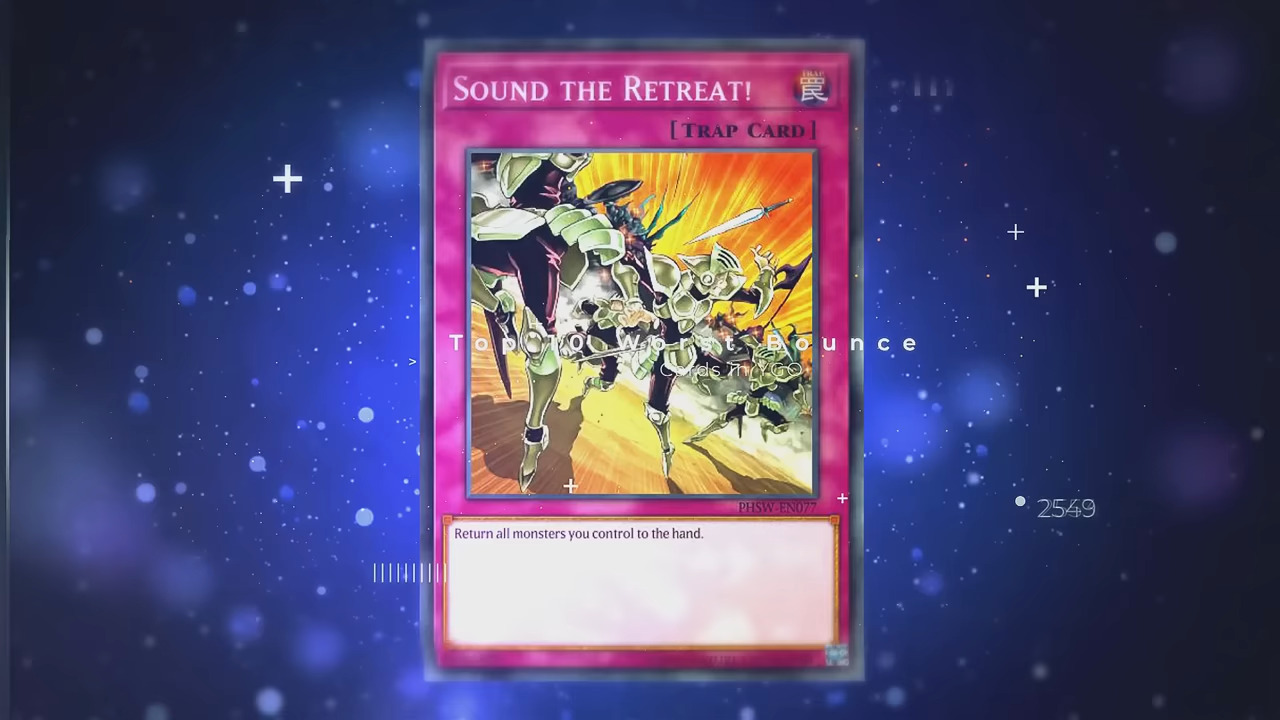 SOUND THE RETREAT!
TRAP
罠
[TRAP CARD]
Top 10 Worst Bounce
Cards in YGO
PHSW-EN077
2549
Return all monsters you control to the hand.